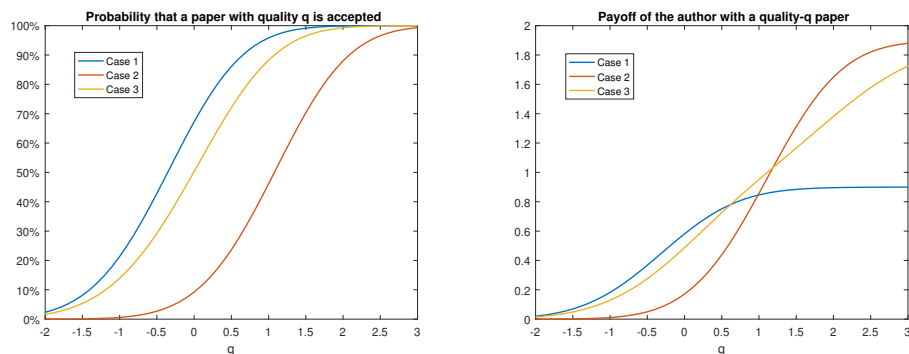 Probability that a paper with quality q is accepted
100%
90%
80%
70%
60%
50%
40%
30%
20%
10%
0%
Case 1
Case 2
Case 3
-2 -1.5 -1 -0.5 0 0.5 1 1.5 2 2.5 3
q
Payoff of the author with a quality-q paper
2
1.8
1.6
1.4
1.2
1
0.8
0.6
0.4
0.2
0
Case 1
Case 2
Case 3
-2 -1.5 -1 -0.5 0 0.5 1 1.5 2 2.5 3
q